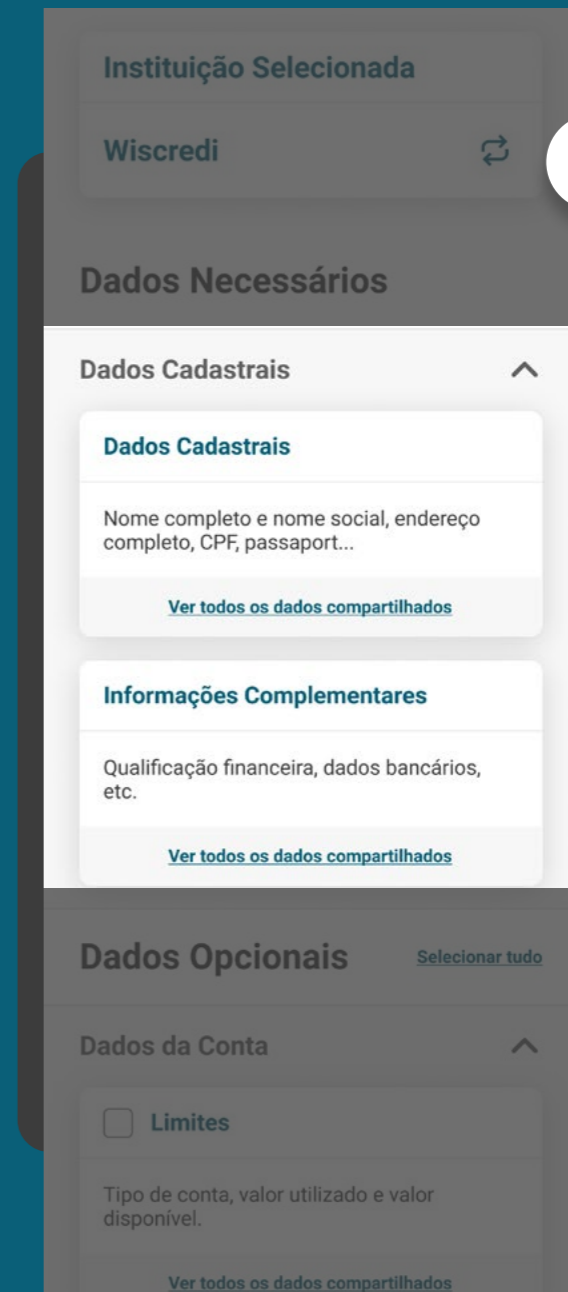 Instituição Selecionada
Wiscredi
Dados Necessários
Dados Cadastrais
Dados Cadastrais
Nome completo e nome social, endereço
completo, CPF, passaport...
Ver todos os dados compartilhados
Informações Complementares
Qualificação financeira, dados bancários,
etc.
Ver todos os dados compartilhados
Dados Opcionais Selecionar tudo
Dados da Conta
Limites
Tipo de conta, valor utilizado e valor
disponível.
Ver todos os dados compartilhados